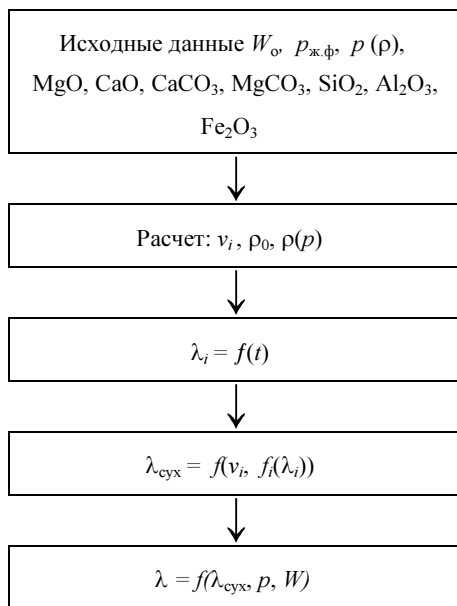 Исходные данные Wₒ, pж.ф, p (ρ),
MgO, CaO, CaCO₃, MgCO₃, SiO₂, Al₂O₃,
Fe₂O₃
Расчет: vᵢ, ρ₀, ρ(p)
λᵢ = f(t)
λсух = f(vᵢ, fᵢ(λᵢ))
λ = f(λсух, p, W)